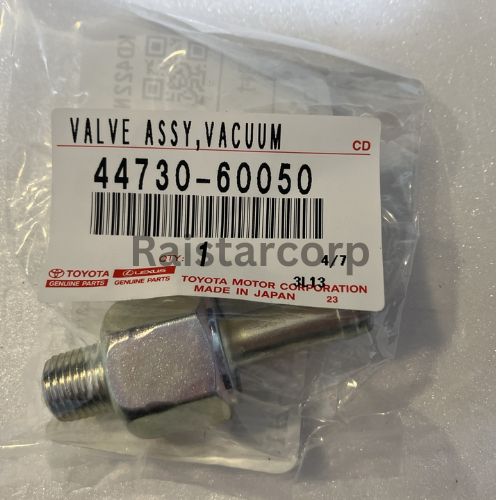 KD422N
VALVE ASSY,VACUUM
CD
44730-60050
Raistarcorp
QTY: 1
4/7
TOYOTA
GENUINE PARTS
LEXUS
GENUINE PARTS
3L13
TOYOTA MOTOR CORPORATION
MADE IN JAPAN
23